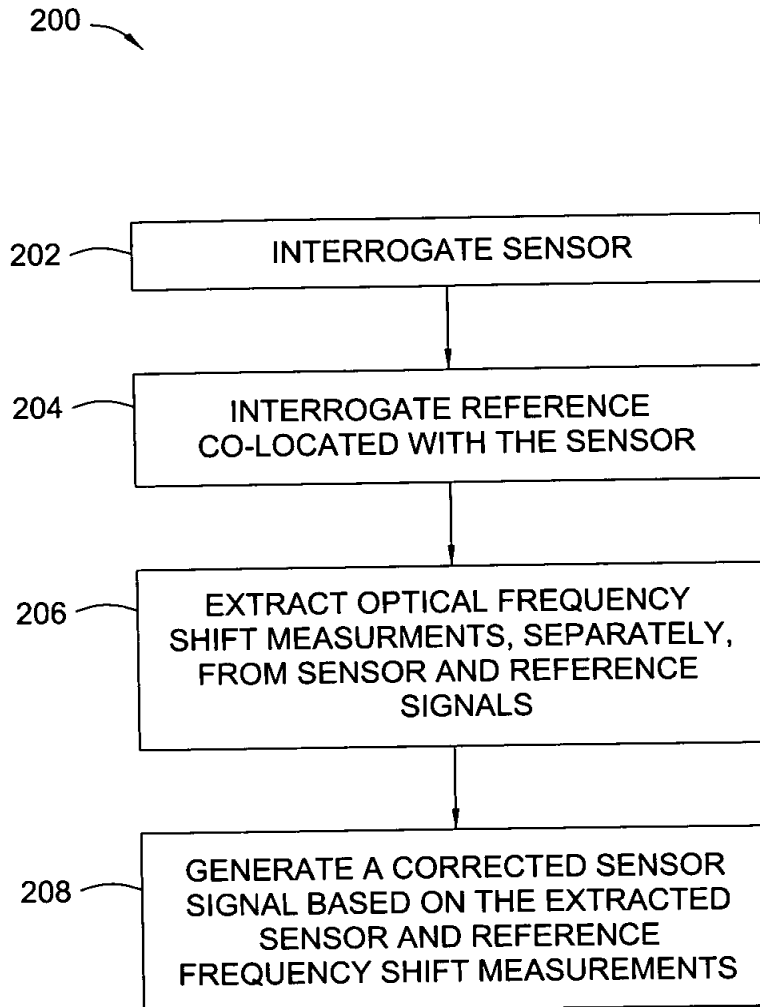 200
202
INTERROGATE SENSOR
204
INTERROGATE REFERENCE
CO-LOCATED WITH THE SENSOR
206
EXTRACT OPTICAL FREQUENCY
SHIFT MEASURMENTS, SEPARATELY,
FROM SENSOR AND REFERENCE
SIGNALS
208
GENERATE A CORRECTED SENSOR
SIGNAL BASED ON THE EXTRACTED
SENSOR AND REFERENCE
FREQUENCY SHIFT MEASUREMENTS